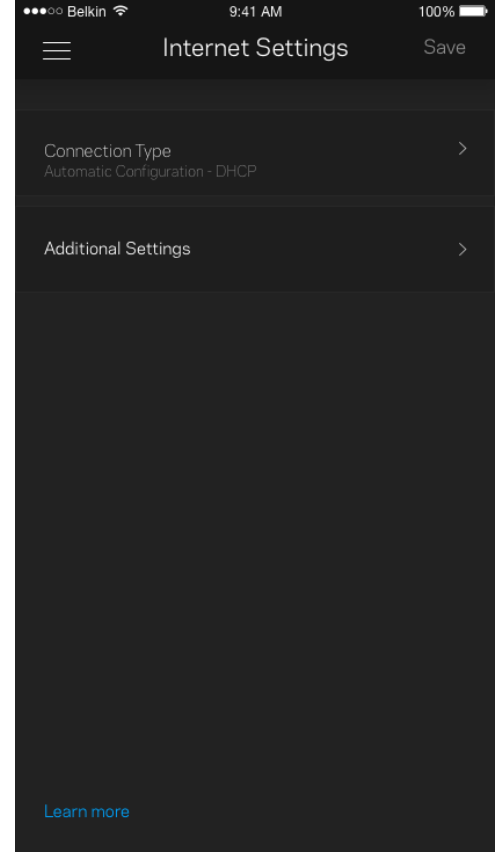 Belkin 9:41 AM 100%
Internet Settings Save
Connection Type
Automatic Configuration - DHCP
Additional Settings
Learn more